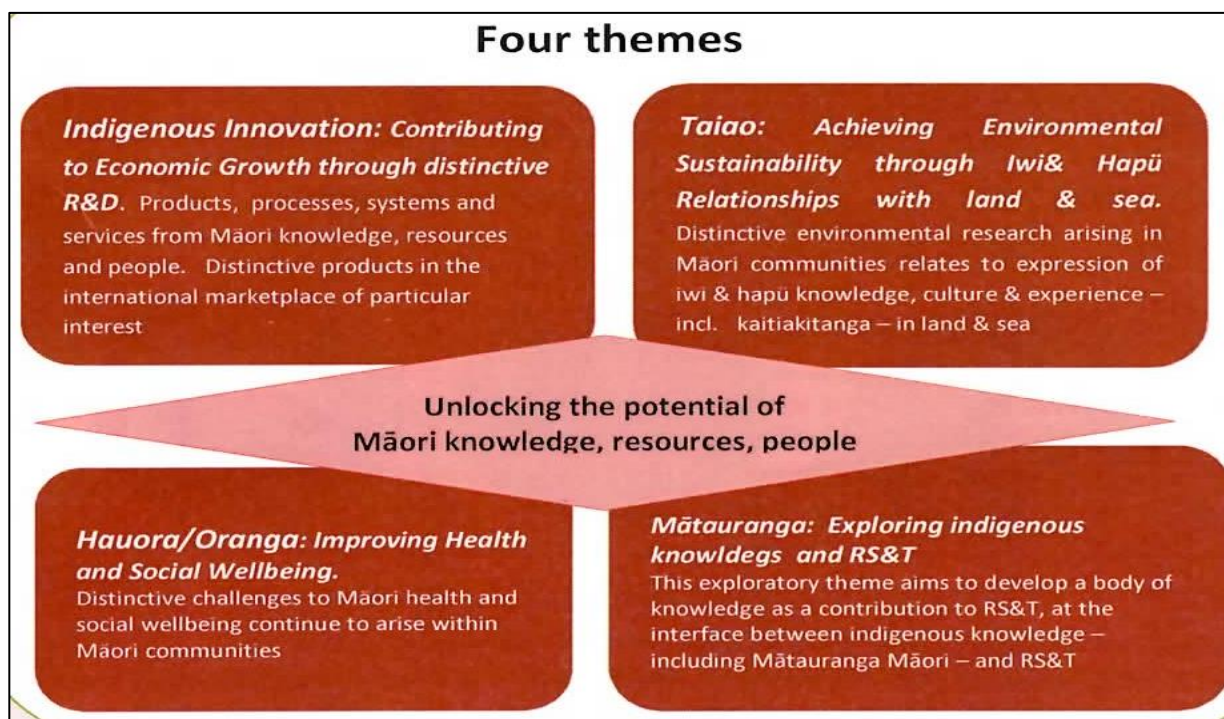 Four themes
Indigenous Innovation: Contributing
to Economic Growth through distinctive
R&D. Products, processes, systems and
services from Māori knowledge, resources
and people. Distinctive products in the
international marketplace of particular
interest
Taiao: Achieving Environmental
Sustainability through Iwi& Hapü
Relationships with land & sea.
Distinctive environmental research arising in
Māori communities relates to expression of
iwi & hapü knowledge, culture & experience –
incl. kaitiakitanga – in land & sea
Unlocking the potential of
Māori knowledge, resources, people
Hauora/Oranga: Improving Health
and Social Wellbeing.
Distinctive challenges to Māori health and
social wellbeing continue to arise within
Māori communities
Mātauranga: Exploring indigenous
knowldegs and RS&T
This exploratory theme aims to develop a body of
knowledge as a contribution to RS&T, at the
interface between indigenous knowledge –
including Mātauranga Māori – and RS&T